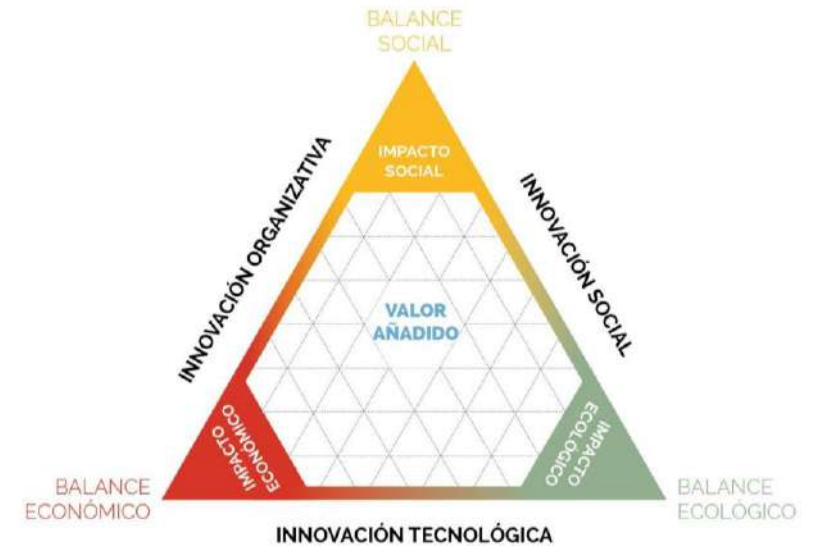 BALANCE
SOCIAL
IMPACTO
SOCIAL
INNOVACIÓN ORGANIZATIVA
INNOVACIÓN SOCIAL
VALOR
AÑADIDO
IMPACTO
ECONÓMICO
IMPACTO
ECOLÓGICO
BALANCE
ECONÓMICO
BALANCE
ECOLÓGICO
INNOVACIÓN TECNOLÓGICA